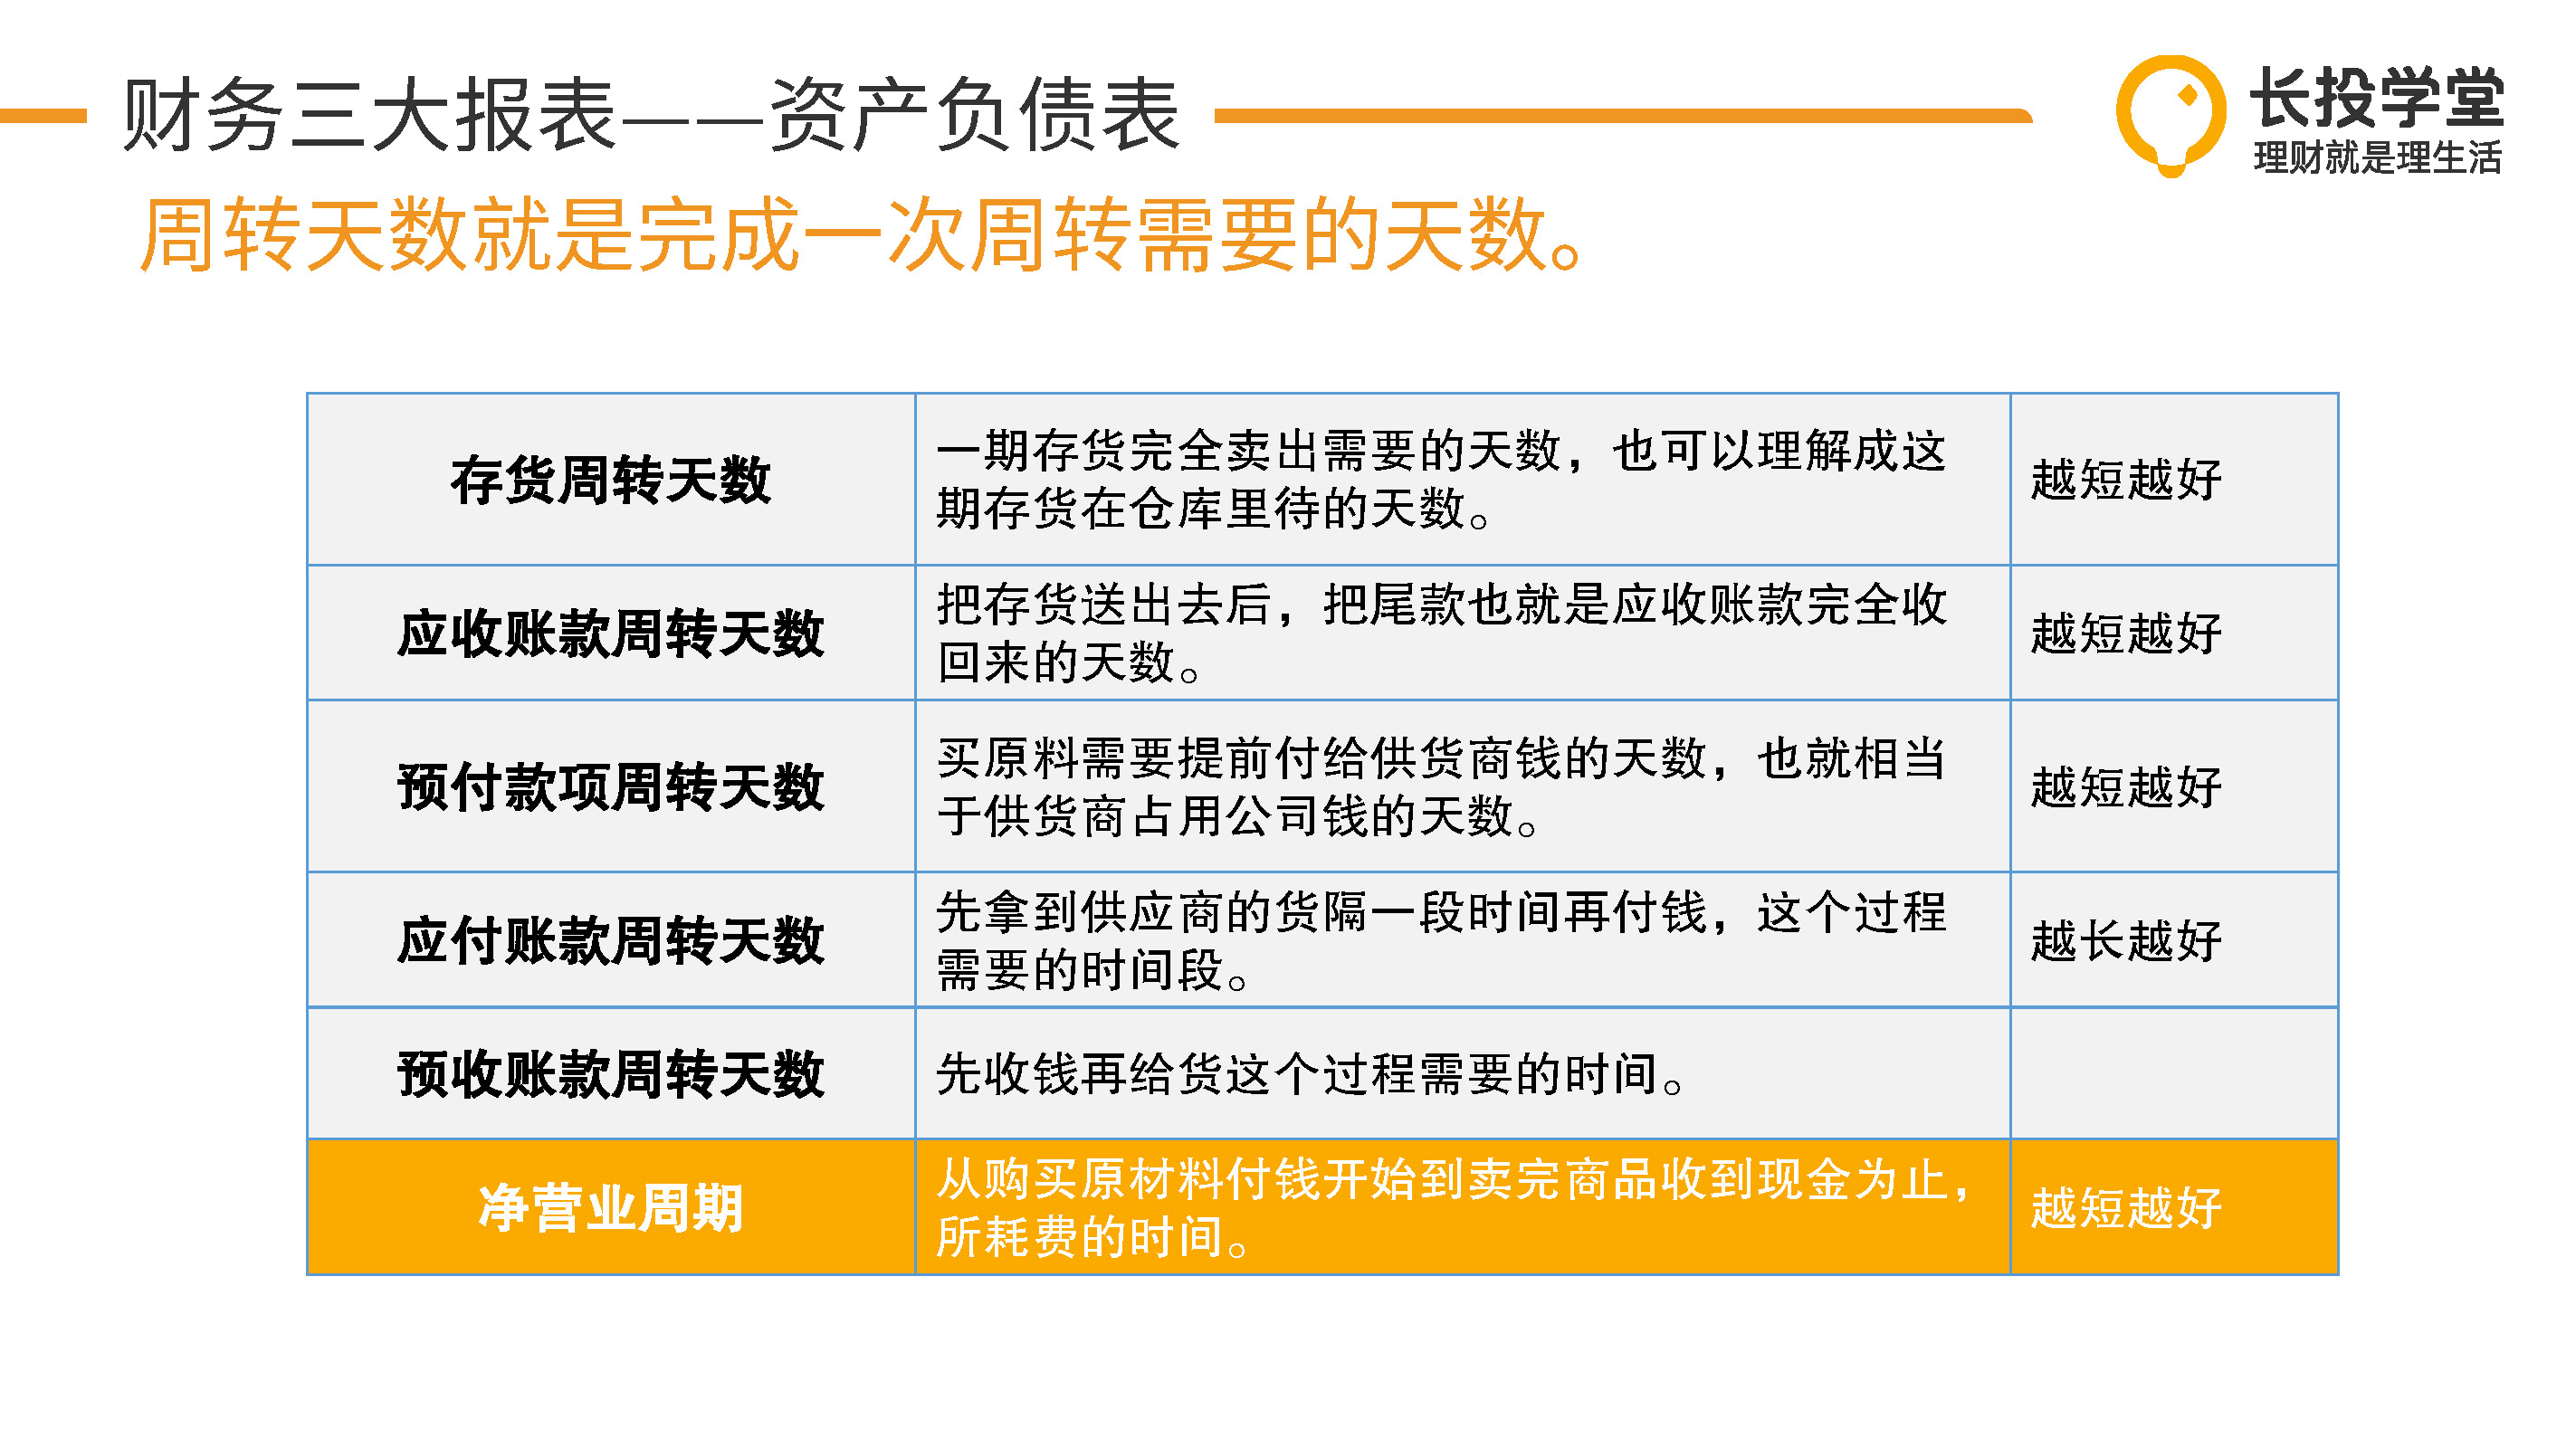 财务三大报表——资产负债表
长投学堂
理财就是理生活
周转天数就是完成一次周转需要的天数。
存货周转天数
一期存货完全卖出需要的天数，也可以理解成这
期存货在仓库里待的天数。
越短越好
应收账款周转天数
把存货送出去后，把尾款也就是应收账款完全收
回来的天数。
越短越好
预付款项周转天数
买原料需要提前付给供货商钱的天数，也就相当
于供货商占用公司钱的天数。
越短越好
应付账款周转天数
先拿到供应商的货隔一段时间再付钱，这个过程
需要的时间段。
越长越好
预收账款周转天数
先收钱再给货这个过程需要的时间。
净营业周期
从购买原材料付钱开始到卖完商品收到现金为止，
所耗费的时间。
越短越好